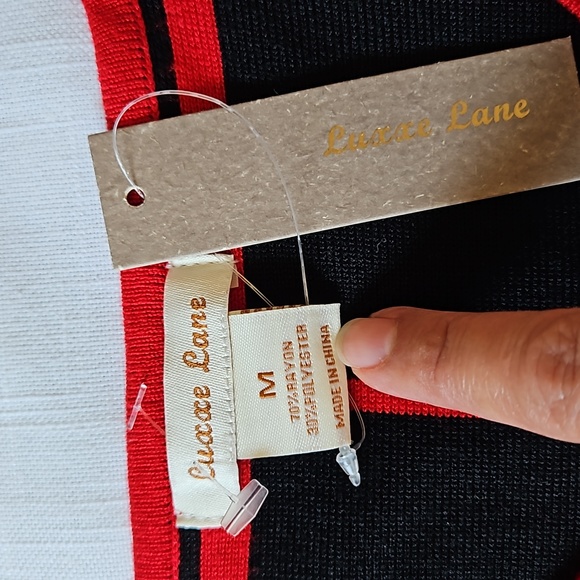 Luxxe Lane
Luxxe Lane
M
70%RAYON
30%POLYESTER
MADE IN CHINA